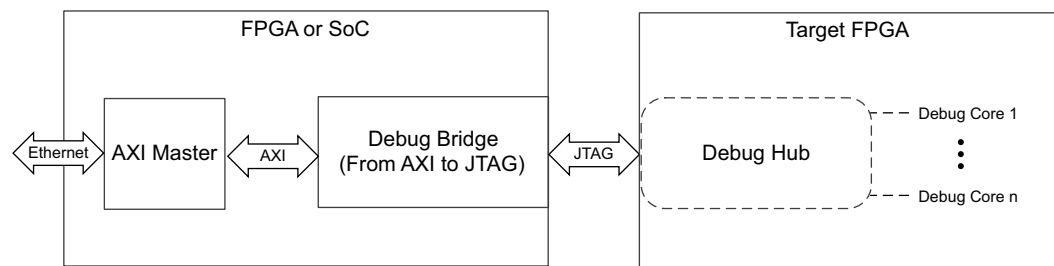 FPGA or SoC
Target FPGA
Ethernet
AXI Master
AXI
Debug Bridge
(From AXI to JTAG)
JTAG
Debug Hub
Debug Core 1
Debug Core n